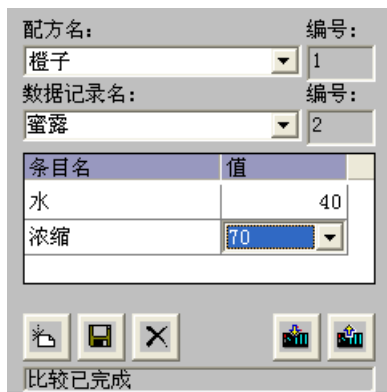 配方名: 编号:
橙子 1
数据记录名: 编号:
蜜露 2
条目名 值
水 40
浓缩 70
比较已完成